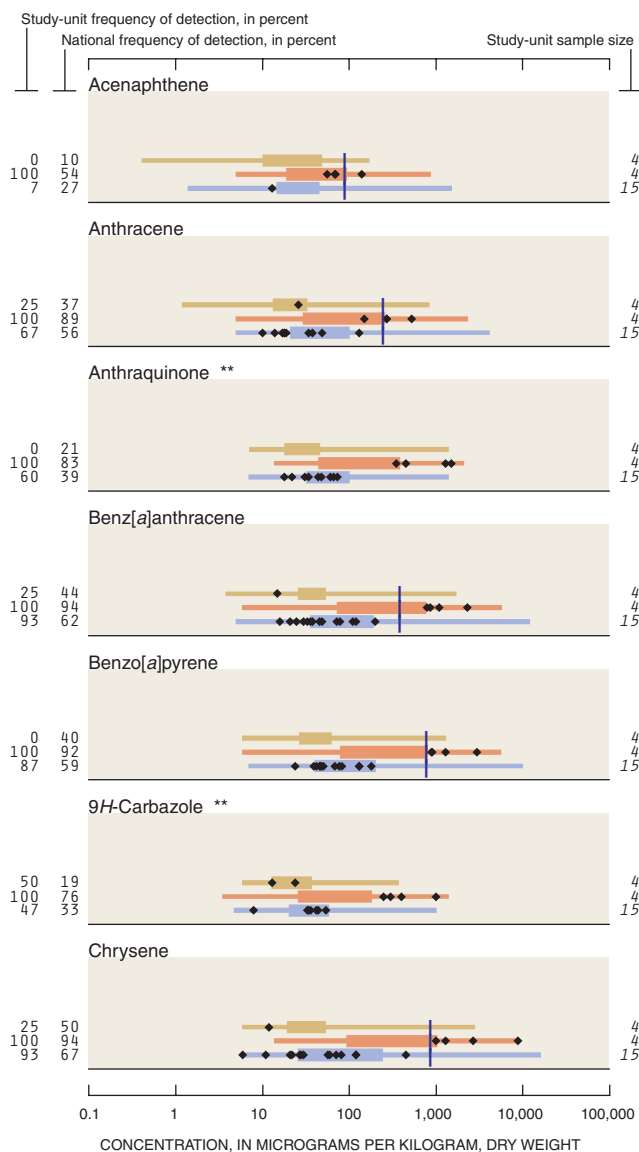 Study-unit frequency of detection, in percent
National frequency of detection, in percent
Study-unit sample size
Acenaphthene
0 10 4
100 54 4
7 27 15
Anthracene
25 37 4
100 89 4
67 56 15
Anthraquinone **
0 21 4
100 83 4
60 39 15
Benz[a]anthracene
25 44 4
100 94 4
93 62 15
Benzo[a]pyrene
0 40 4
100 92 4
87 59 15
9H-Carbazole **
50 19 4
100 76 4
47 33 15
Chrysene
25 50 4
100 94 4
93 67 15
0.1 1 10 100 1,000 10,000 100,000
CONCENTRATION, IN MICROGRAMS PER KILOGRAM, DRY WEIGHT